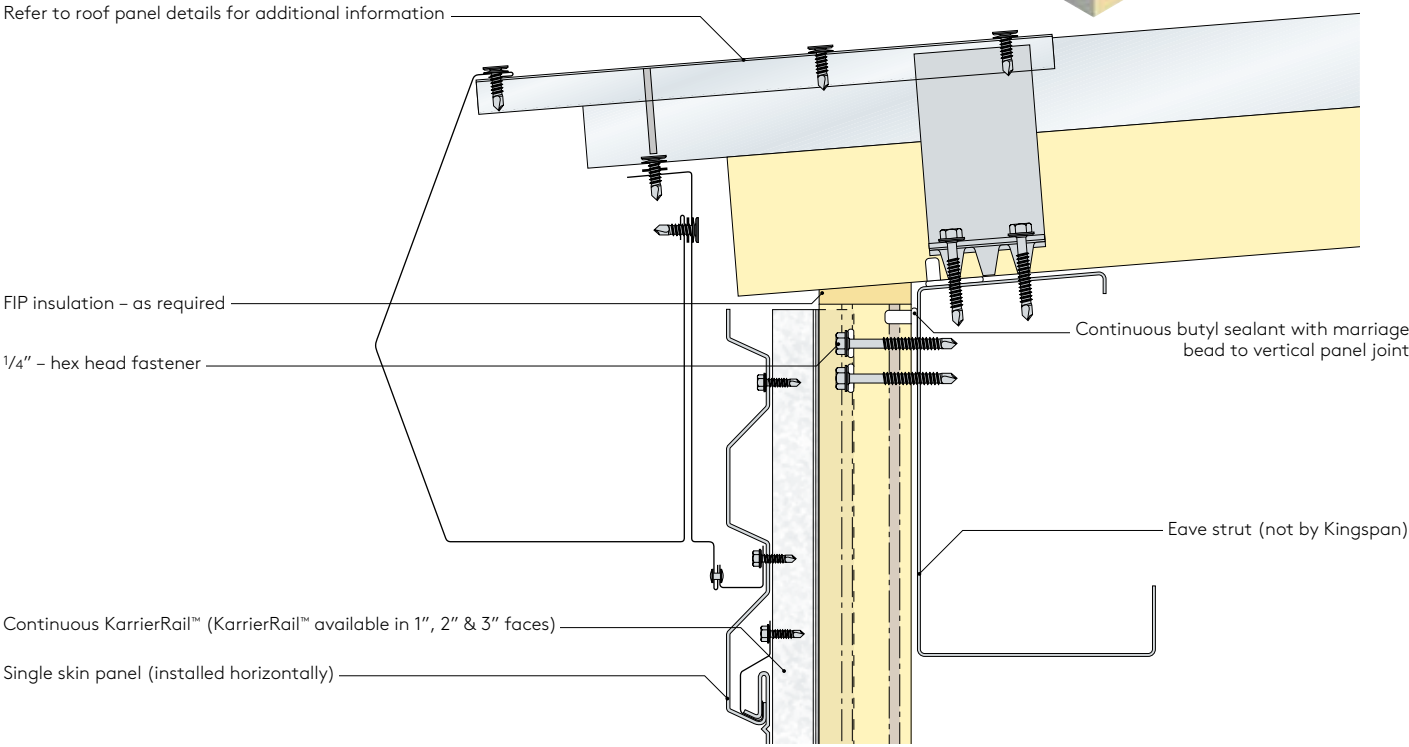 Refer to roof panel details for additional information
FIP insulation – as required
1/4″ – hex head fastener
Continuous butyl sealant with marriage
bead to vertical panel joint
Eave strut (not by Kingspan)
Continuous KarrierRail™ (KarrierRail™ available in 1″, 2″ & 3″ faces)
Single skin panel (installed horizontally)